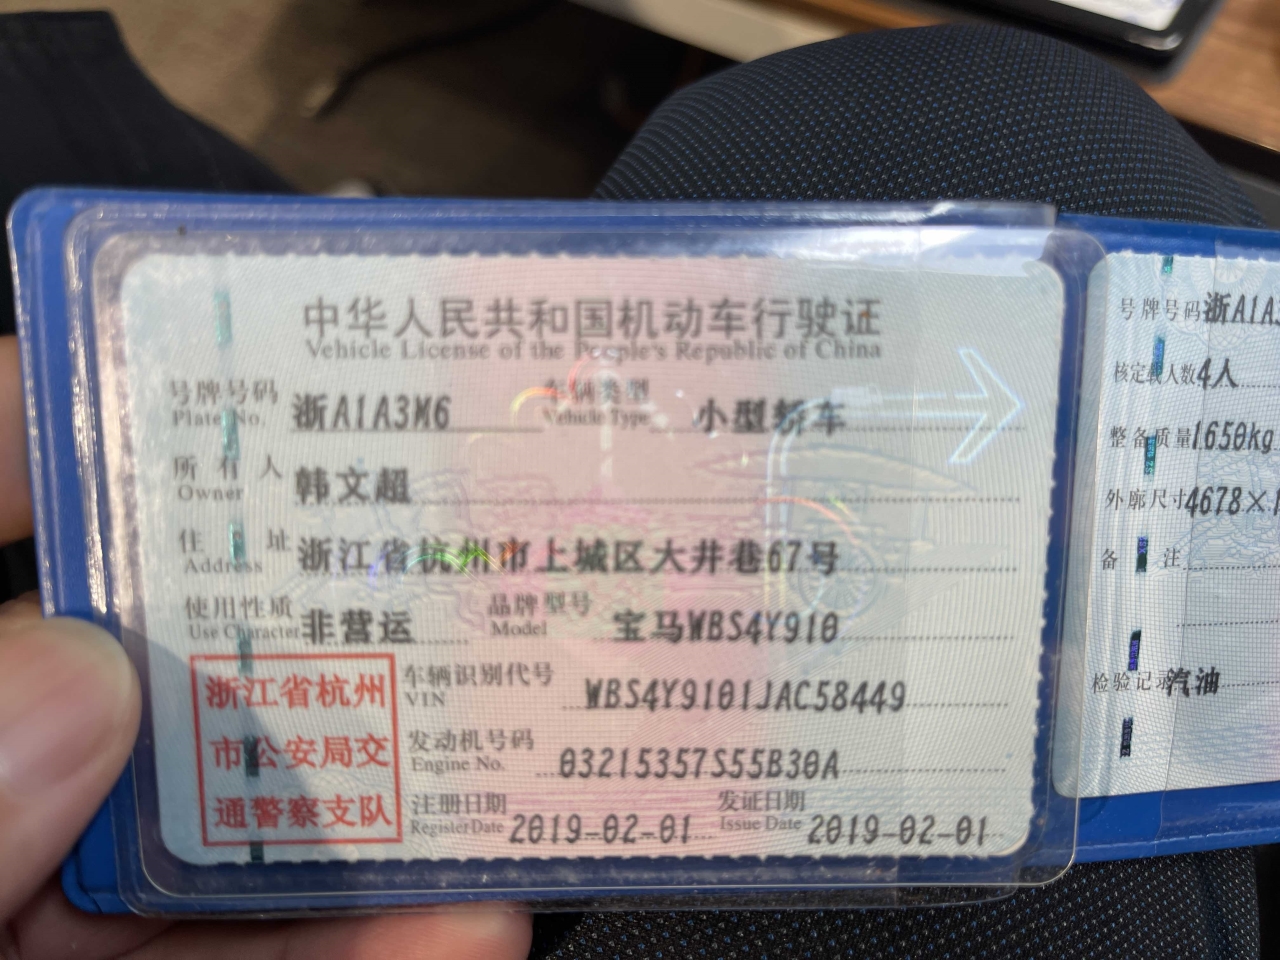 中华人民共和国机动车行驶证
Vehicle License of the People's Republic of China
号牌号码 浙A1A3M6 车辆类型 小型轿车
Plate No. Vehicle Type
所有人 韩文超
Owner
住址 浙江省杭州市上城区大井巷67号
Address
使用性质 非营运 品牌型号 宝马WBS4Y910
Use Character Model
浙江省杭州
市公安局交
通警察支队
车辆识别代号 WBS4Y9101JAC58449
VIN
发动机号码 03215357S55B30A
Engine No.
注册日期 2019-02-01 发证日期 2019-02-01
Register Date Issue Date
号牌号码 浙A1A3
核定载人数 4人
整备质量 1650kg
外廓尺寸 4678×1
备注
检验记录 汽油